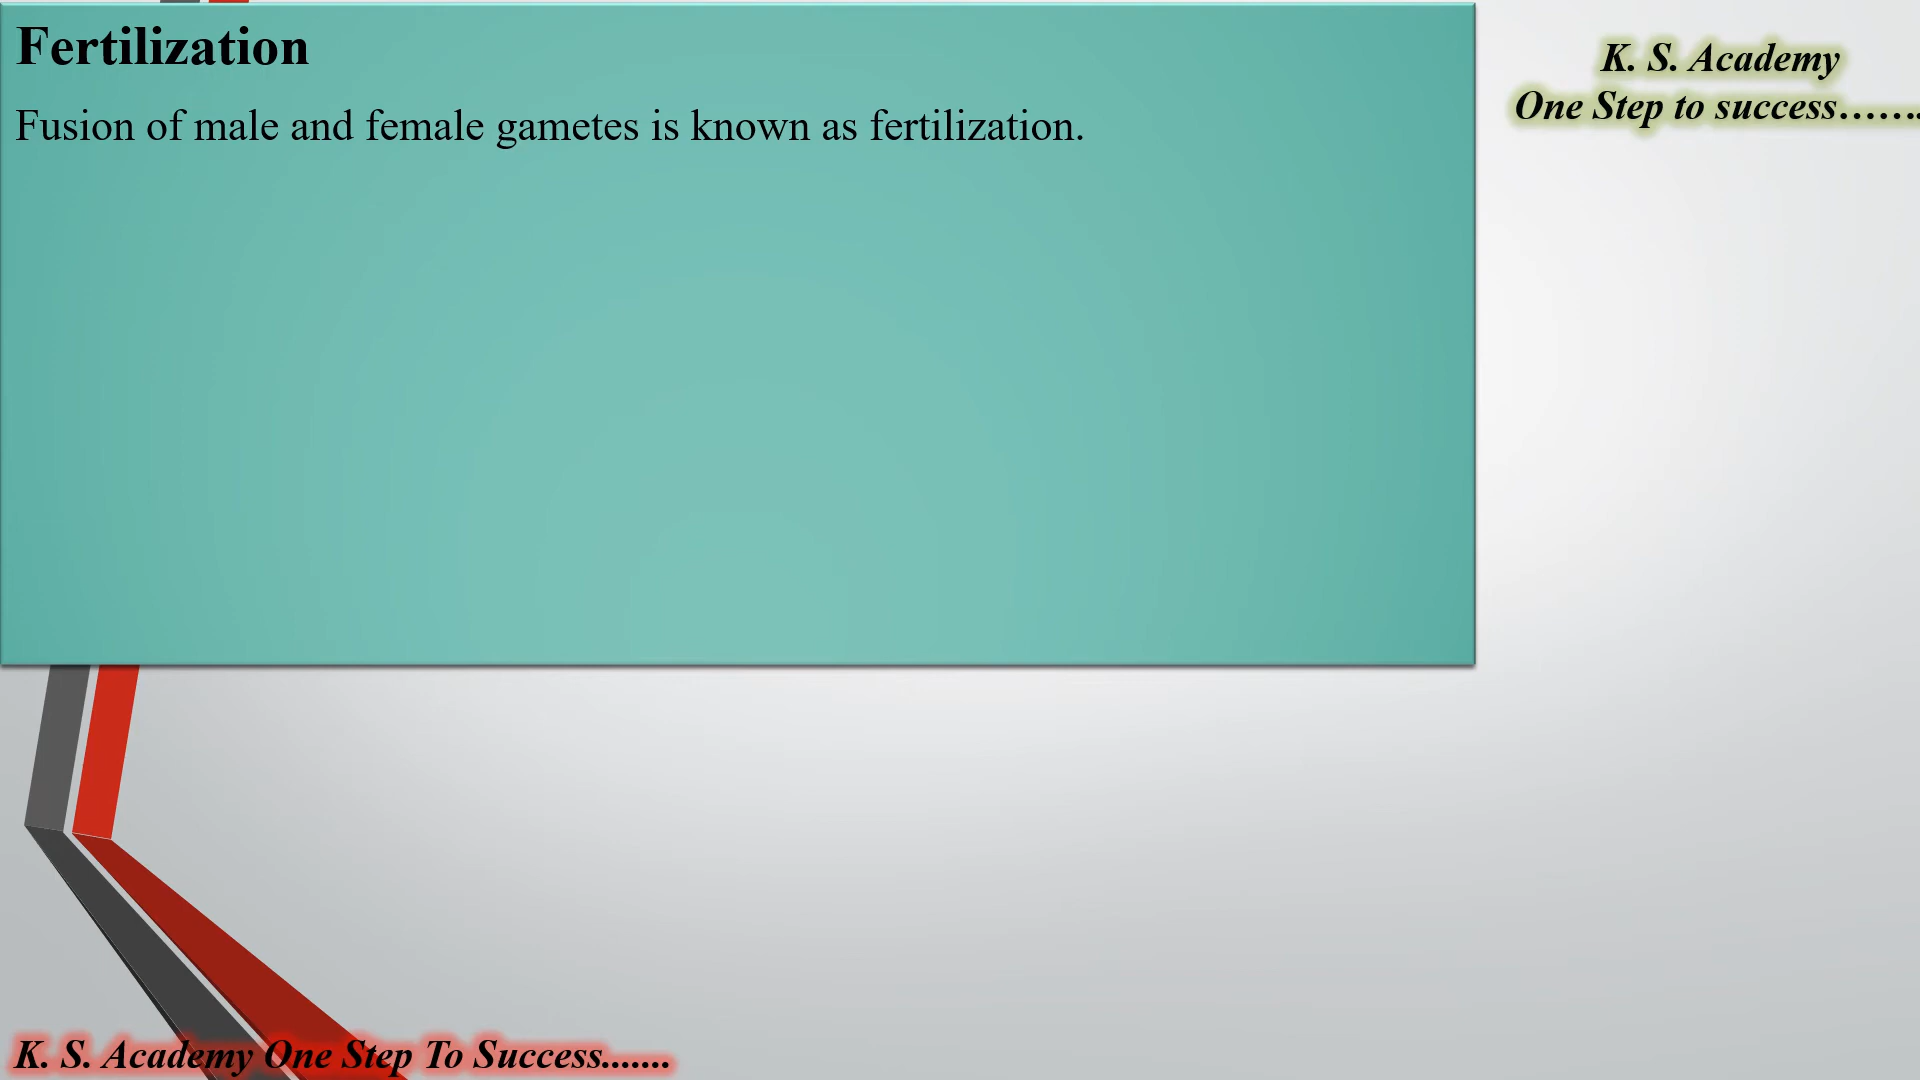 Fertilization
Fusion of male and female gametes is known as fertilization.
K. S. Academy
One Step to success…….
K. S. Academy One Step To Success.......